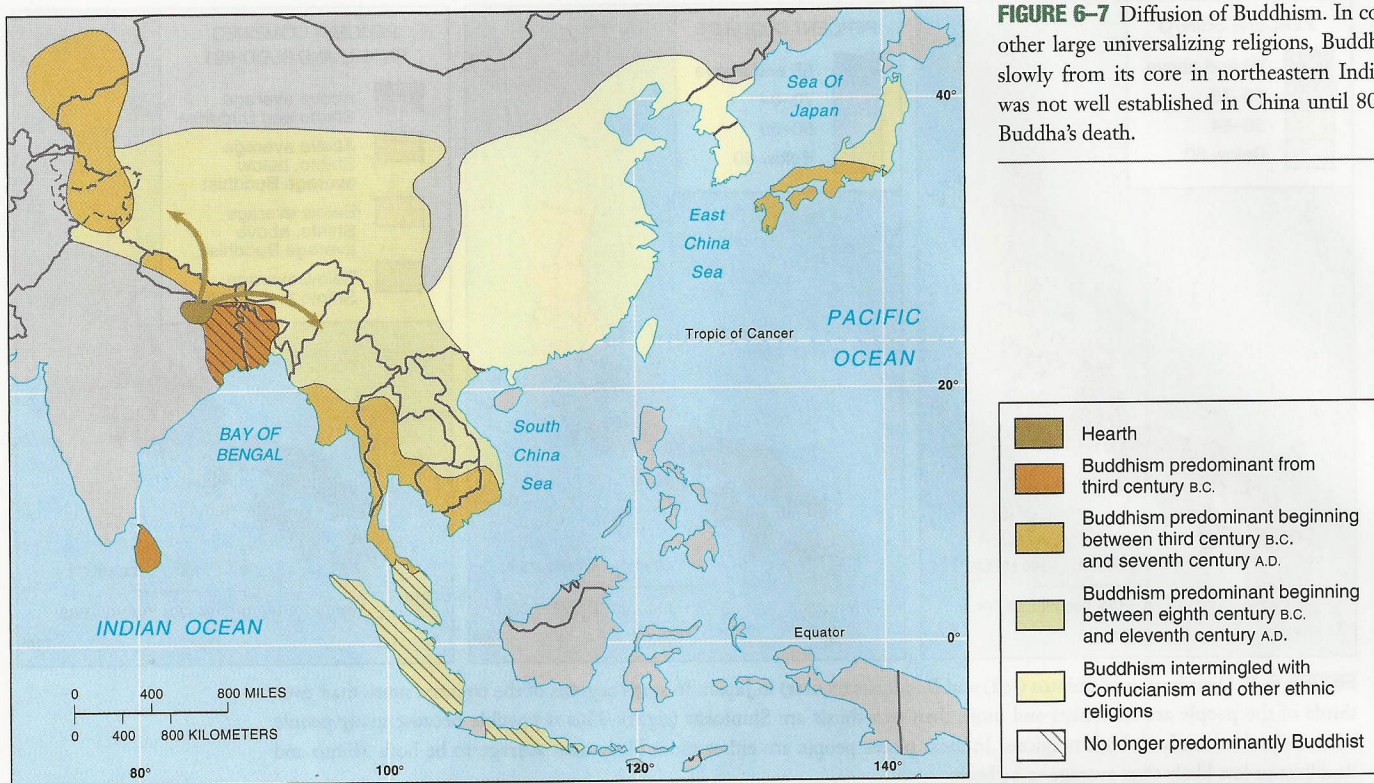 FIGURE 6–7 Diffusion of Buddhism. In co
other large universalizing religions, Buddh
slowly from its core in northeastern Indi
was not well established in China until 80
Buddha's death.
Sea Of
Japan
40°
East
China
Sea
PACIFIC
OCEAN
Tropic of Cancer
20°
BAY OF
BENGAL
South
China
Sea
INDIAN OCEAN
Equator
0°
0 400 800 MILES
0 400 800 KILOMETERS
80° 100° 120° 140°
Hearth
Buddhism predominant from
third century B.C.
Buddhism predominant beginning
between third century B.C.
and seventh century A.D.
Buddhism predominant beginning
between eighth century B.C.
and eleventh century A.D.
Buddhism intermingled with
Confucianism and other ethnic
religions
No longer predominantly Buddhist